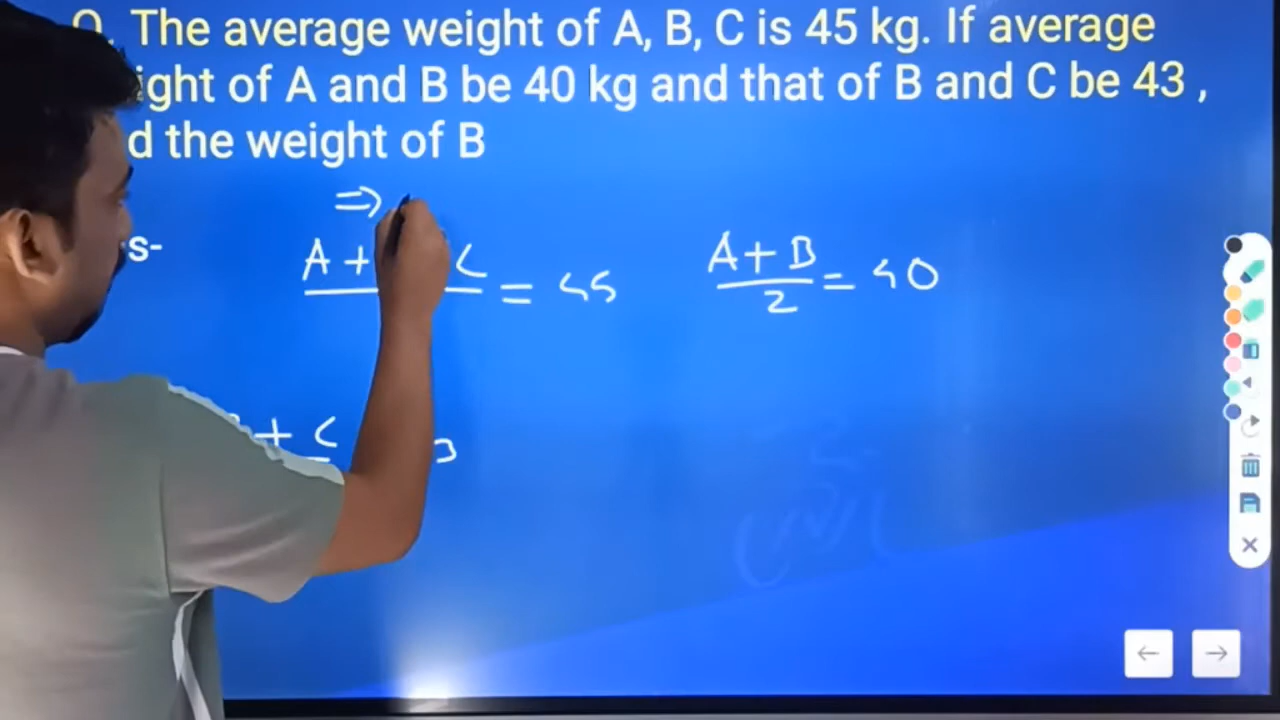 Q. The average weight of A, B, C is 45 kg. If average
ight of A and B be 40 kg and that of B and C be 43 ,
d the weight of B
⇒
s-
A + C = 45
A + B / 2 = 40
+ C 3